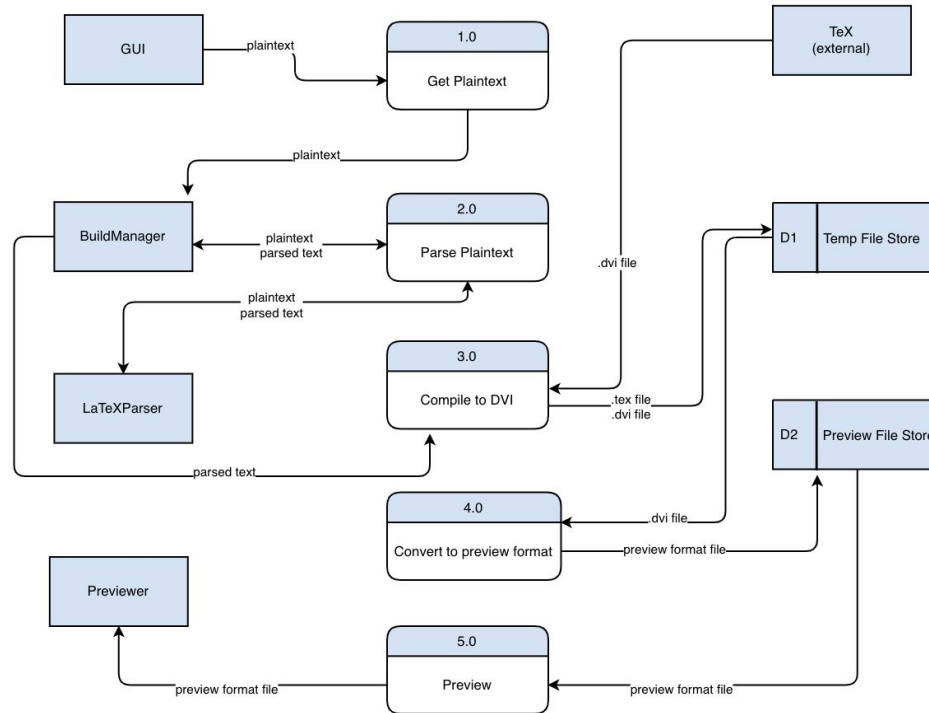 GUI
plaintext
1.0
Get Plaintext
TeX
(external)
plaintext
BuildManager
plaintext
parsed text
2.0
Parse Plaintext
.dvi file
D1
Temp File Store
plaintext
parsed text
LaTeXParser
3.0
Compile to DVI
.tex file
.dvi file
D2
Preview File Store
parsed text
4.0
Convert to preview format
.dvi file
preview format file
Previewer
5.0
Preview
preview format file
preview format file